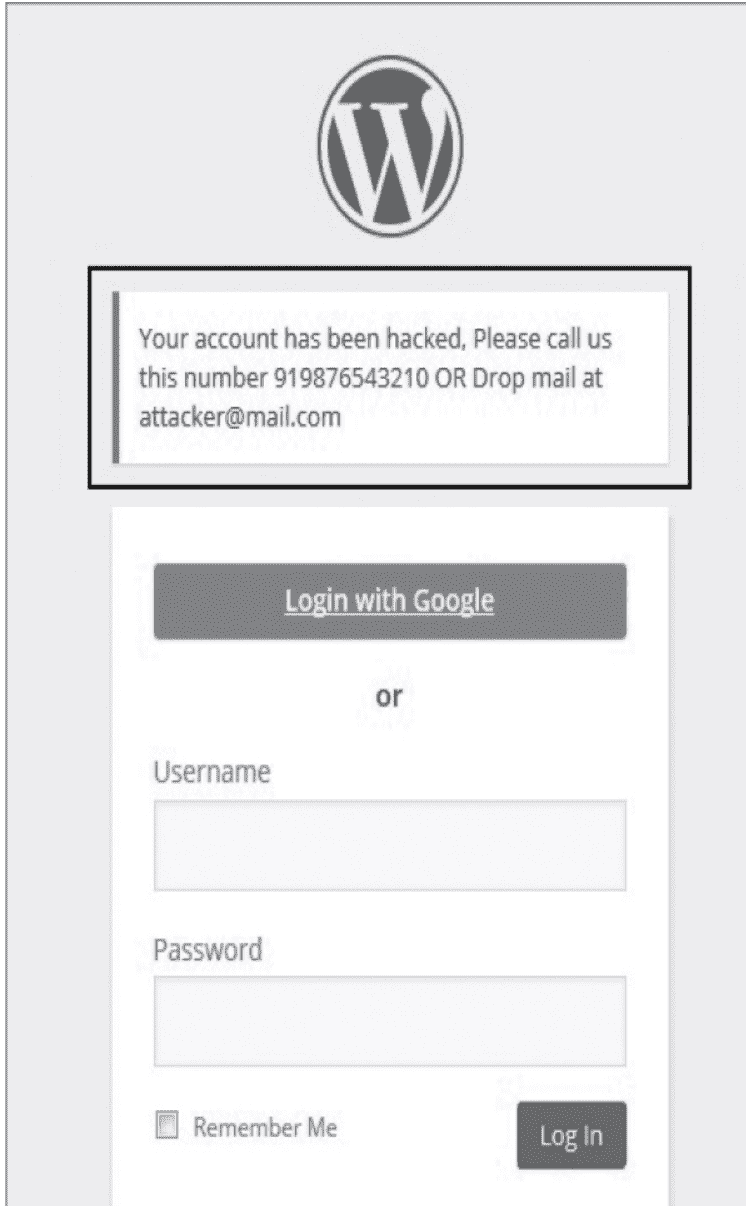 Your account has been hacked, Please call us
this number 919876543210 OR Drop mail at
attacker@mail.com
Login with Google
or
Username
Password
Remember Me
Log In